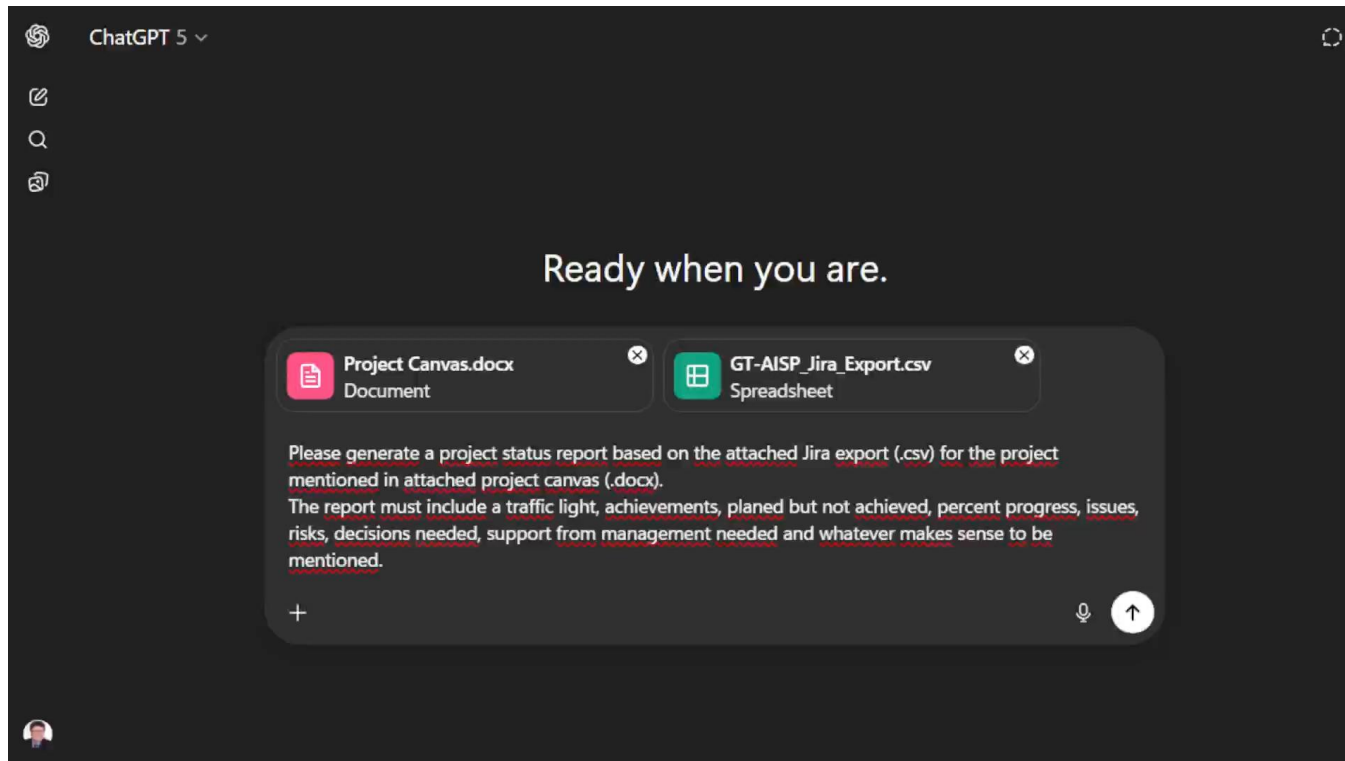 ChatGPT 5
Ready when you are.
Project Canvas.docx
Document
GT-AISP_Jira_Export.csv
Spreadsheet
Please generate a project status report based on the attached Jira export (.csv) for the project
mentioned in attached project canvas (.docx).
The report must include a traffic light, achievements, planed but not achieved, percent progress, issues,
risks, decisions needed, support from management needed and whatever makes sense to be
mentioned.